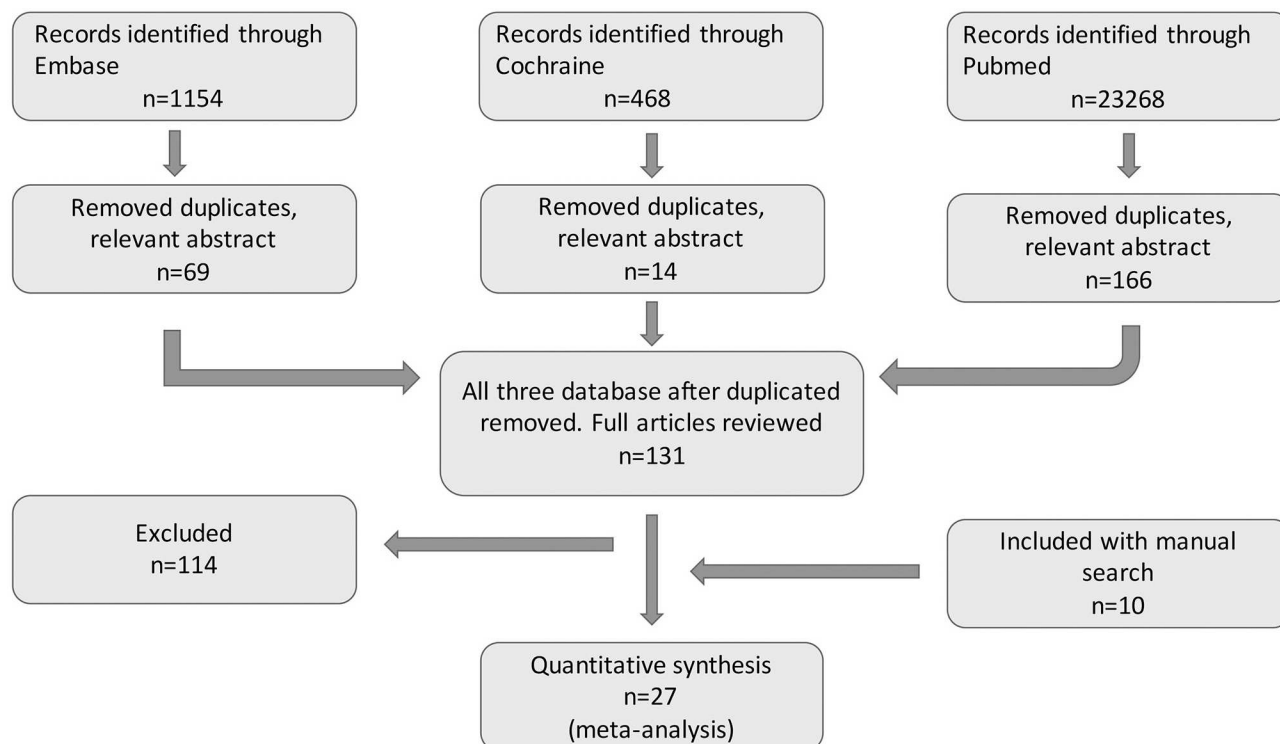 Records identified through
Embase
n=1154
Records identified through
Cochraine
n=468
Records identified through
Pubmed
n=23268
Removed duplicates,
relevant abstract
n=69
Removed duplicates,
relevant abstract
n=14
Removed duplicates,
relevant abstract
n=166
All three database after duplicated
removed. Full articles reviewed
n=131
Excluded
n=114
Included with manual
search
n=10
Quantitative synthesis
n=27
(meta-analysis)